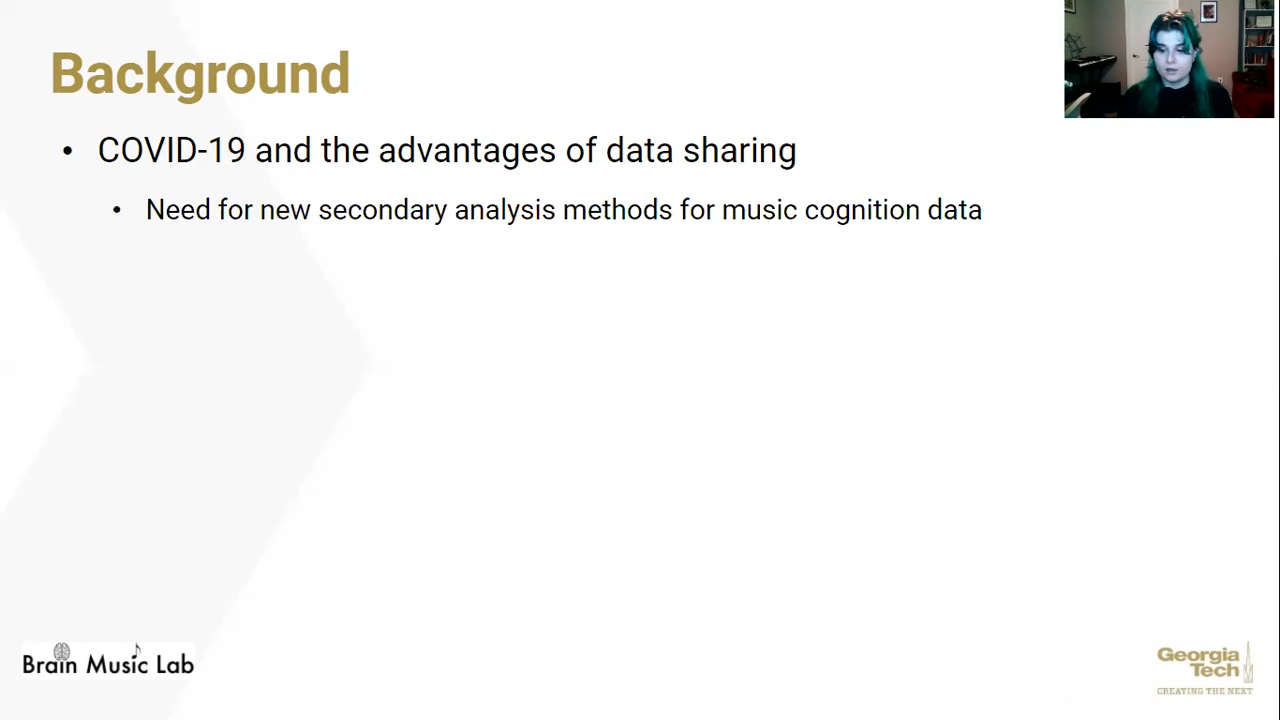 Background
• COVID-19 and the advantages of data sharing
• Need for new secondary analysis methods for music cognition data
Brain Music Lab
Georgia
Tech
CREATING THE NEXT